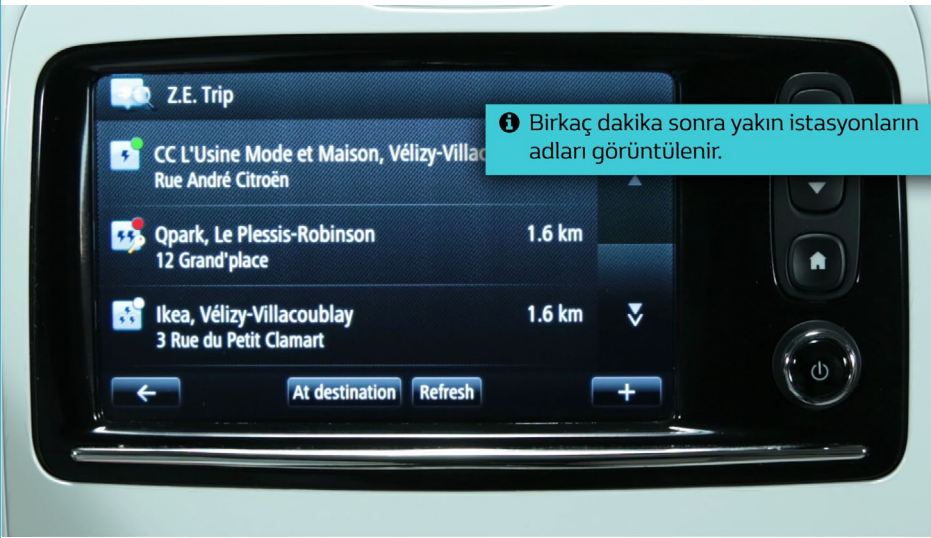 Z.E. Trip
Birkaç dakika sonra yakın istasyonların
adları görüntülenir.
CC L'Usine Mode et Maison,
Rue André Citroën
Qpark, Le Plessis-Robinson 1.6 km
12 Grand'place
Ikea, Vélizy-Villacoublay 1.6 km
3 Rue du Petit Clamart
At destination Refresh